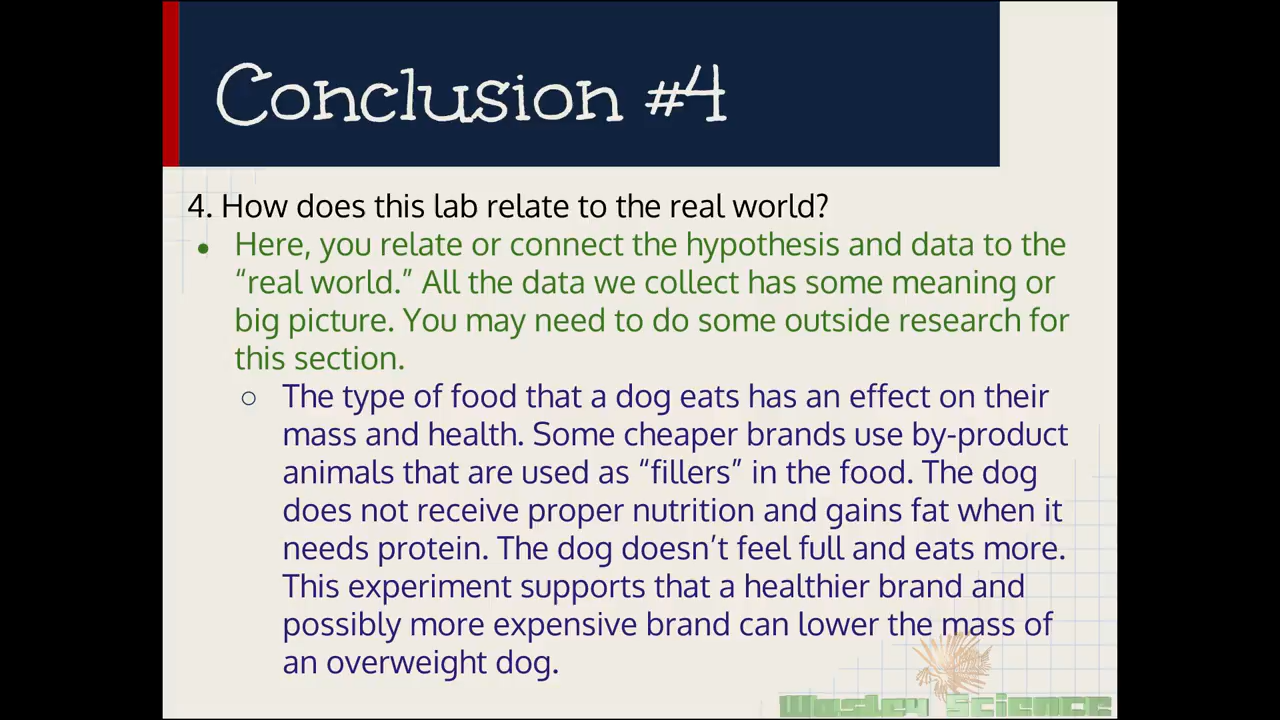 Conclusion #4
4. How does this lab relate to the real world?
● Here, you relate or connect the hypothesis and data to the
“real world.” All the data we collect has some meaning or
big picture. You may need to do some outside research for
this section.
○ The type of food that a dog eats has an effect on their
mass and health. Some cheaper brands use by-product
animals that are used as “fillers” in the food. The dog
does not receive proper nutrition and gains fat when it
needs protein. The dog doesn’t feel full and eats more.
This experiment supports that a healthier brand and
possibly more expensive brand can lower the mass of
an overweight dog.
Wasley Science